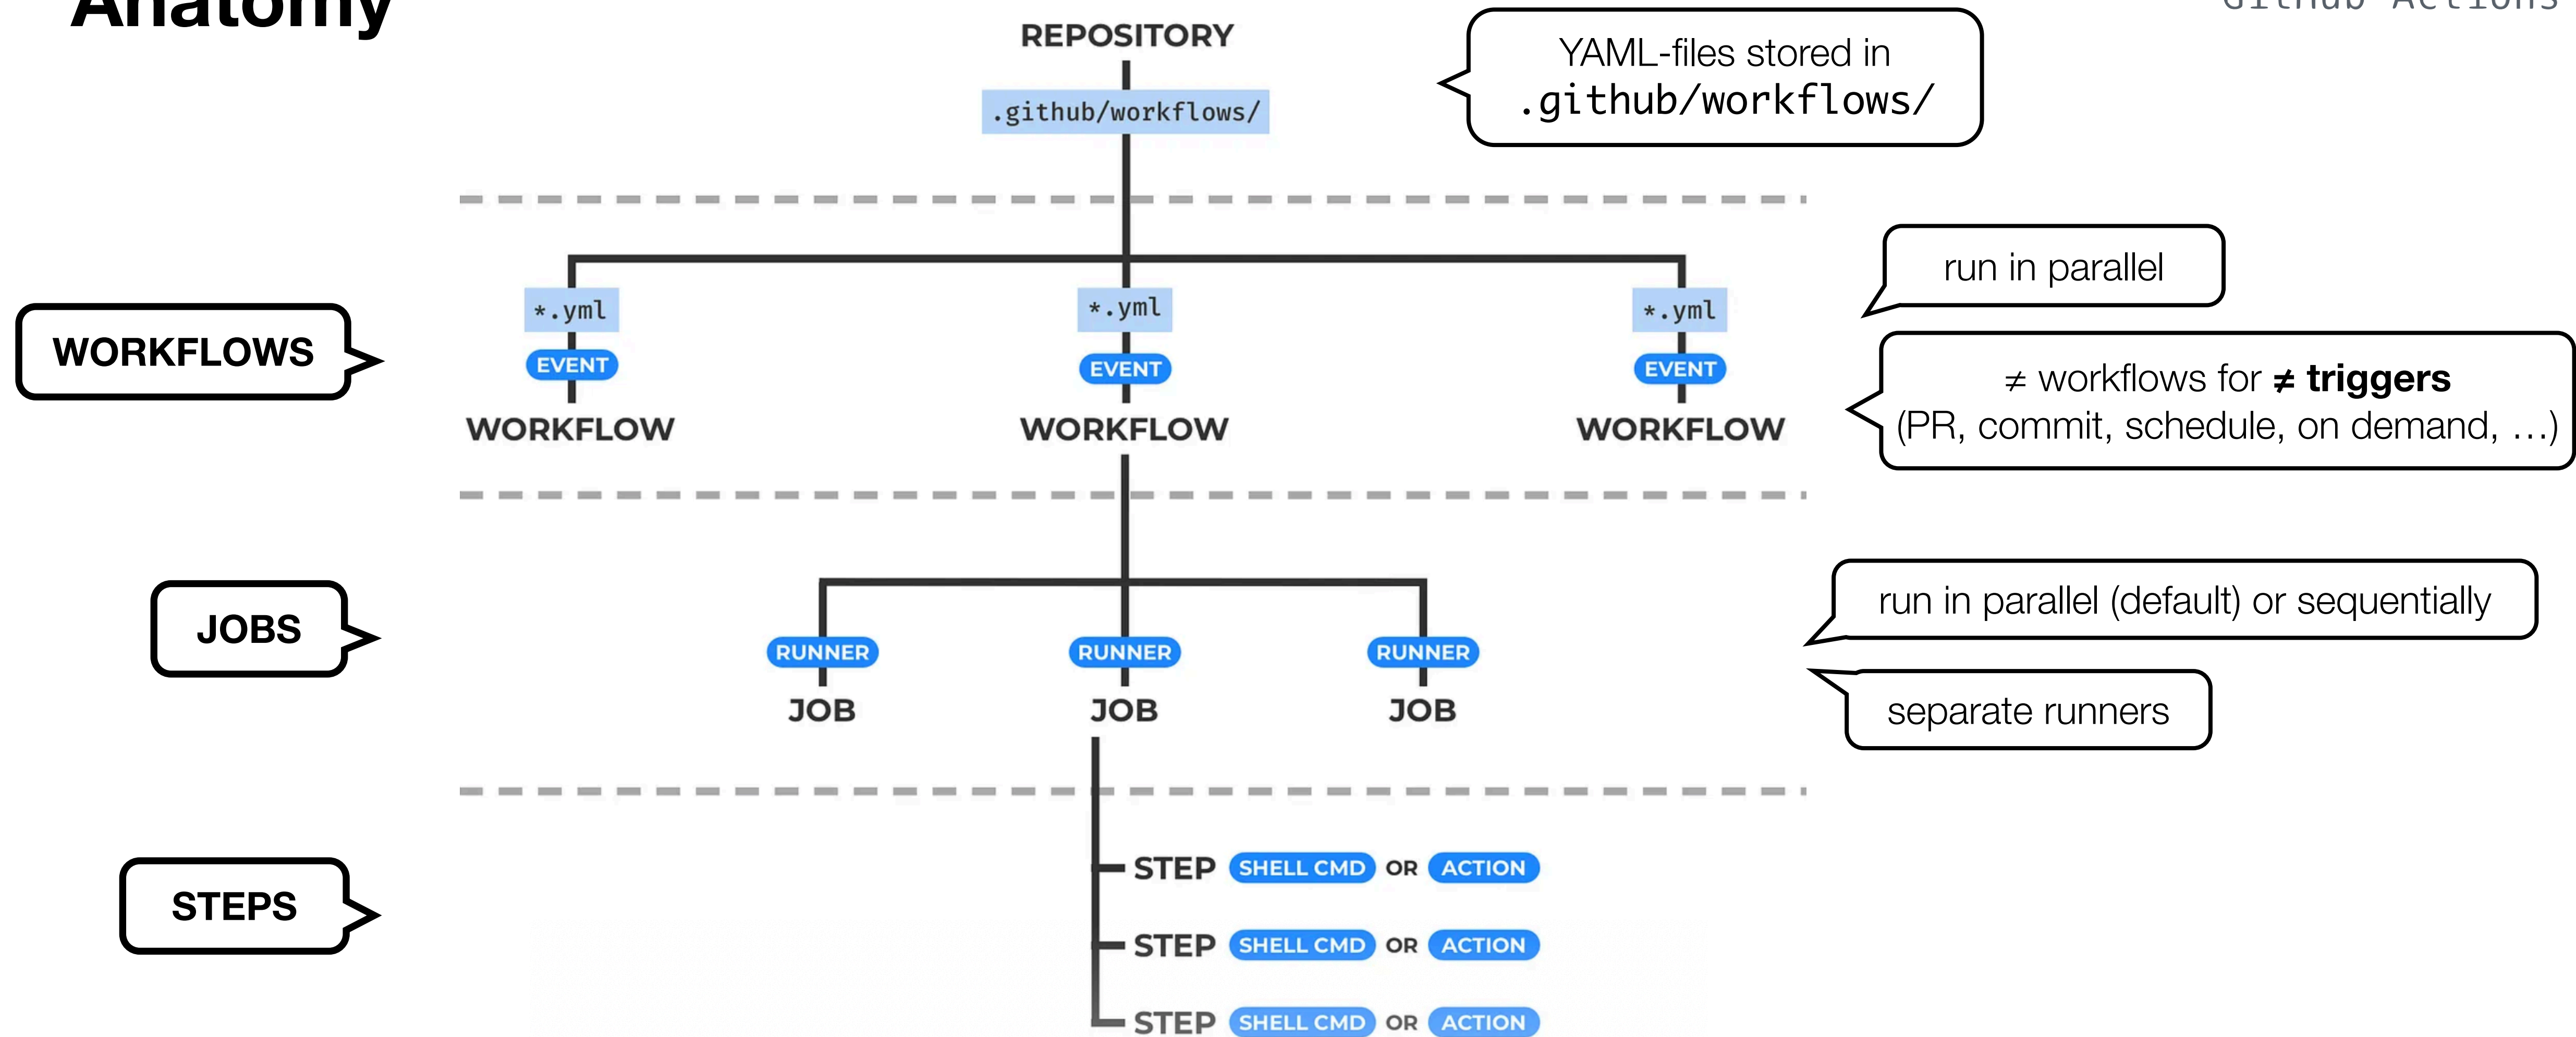 Anatomy
GitHub Actions
REPOSITORY
.github/workflows/
YAML-files stored in
.github/workflows/
WORKFLOWS
*.yml
*.yml
*.yml
EVENT
EVENT
EVENT
WORKFLOW
WORKFLOW
WORKFLOW
run in parallel
≠ workflows for ≠ triggers
(PR, commit, schedule, on demand, …)
JOBS
RUNNER
RUNNER
RUNNER
JOB
JOB
JOB
run in parallel (default) or sequentially
separate runners
STEPS
STEP SHELL CMD OR ACTION
STEP SHELL CMD OR ACTION
STEP SHELL CMD OR ACTION